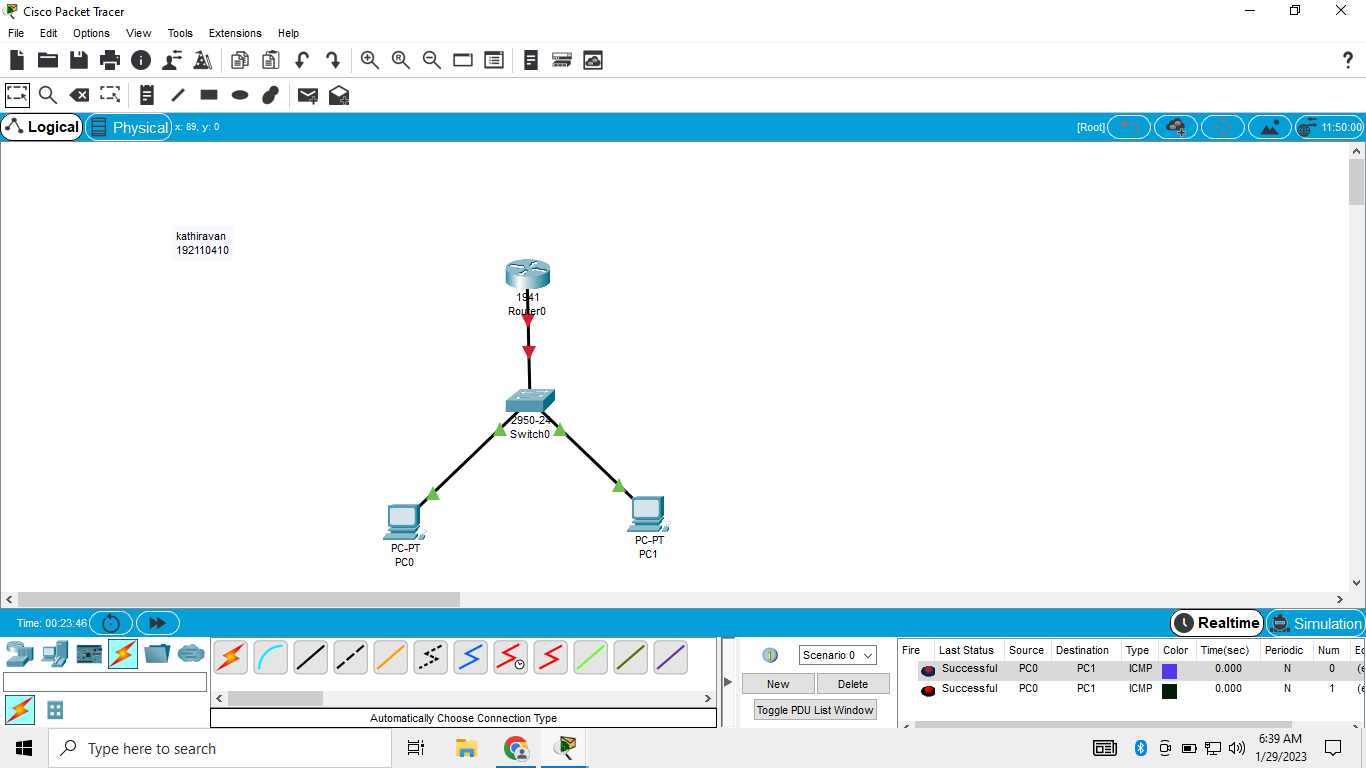 Cisco Packet Tracer
File Edit Options View Tools Extensions Help
Logical Physical x: 89, y: 0 [Root] 11:50:00
kathiravan
192110410
1941
Router0
2950-24
Switch0
PC-PT
PC0
PC-PT
PC1
Time: 00:23:46 Realtime Simulation
Scenario 0
New Delete
Toggle PDU List Window
Automatically Choose Connection Type
Fire Last Status Source Destination Type Color Time(sec) Periodic Num
Successful PC0 PC1 ICMP 0.000 N 0 (e
Successful PC0 PC1 ICMP 0.000 N 1 (e
Type here to search
6:39 AM
1/29/2023